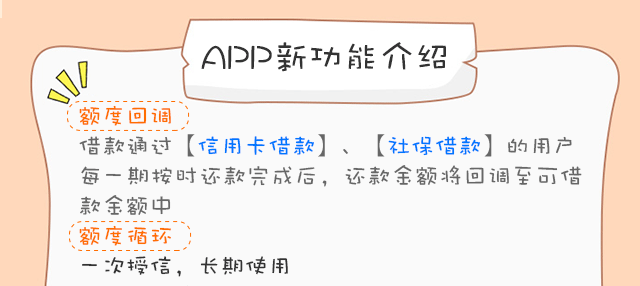 APP新功能介绍
额度回调
借款通过【信用卡借款】、【社保借款】的用户
每一期按时还款完成后，还款金额将回调至可借
款金额中
额度循环
一次授信，长期使用